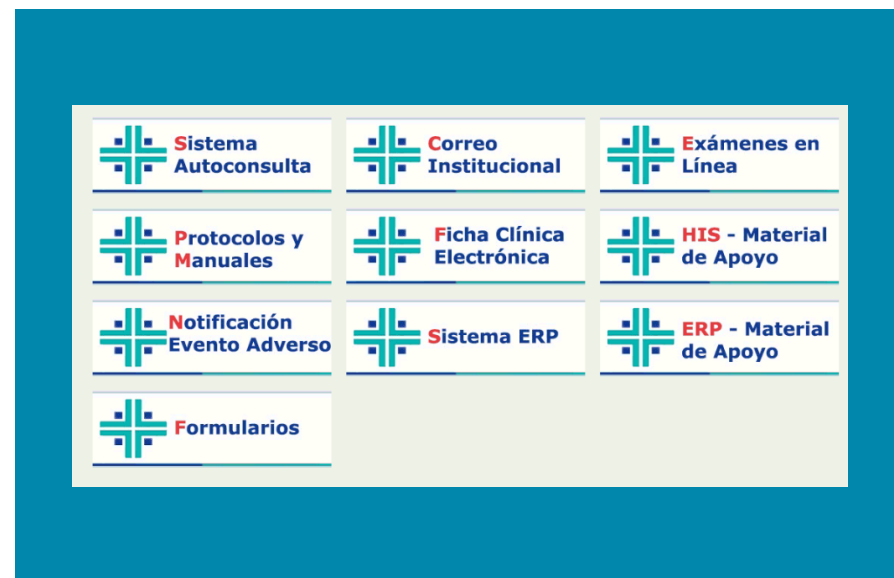 Sistema
Autoconsulta
Correo
Institucional
Exámenes en
Línea
Protocolos y
Manuales
Ficha Clínica
Electrónica
HIS - Material
de Apoyo
Notificación
Evento Adverso
Sistema ERP
ERP - Material
de Apoyo
Formularios